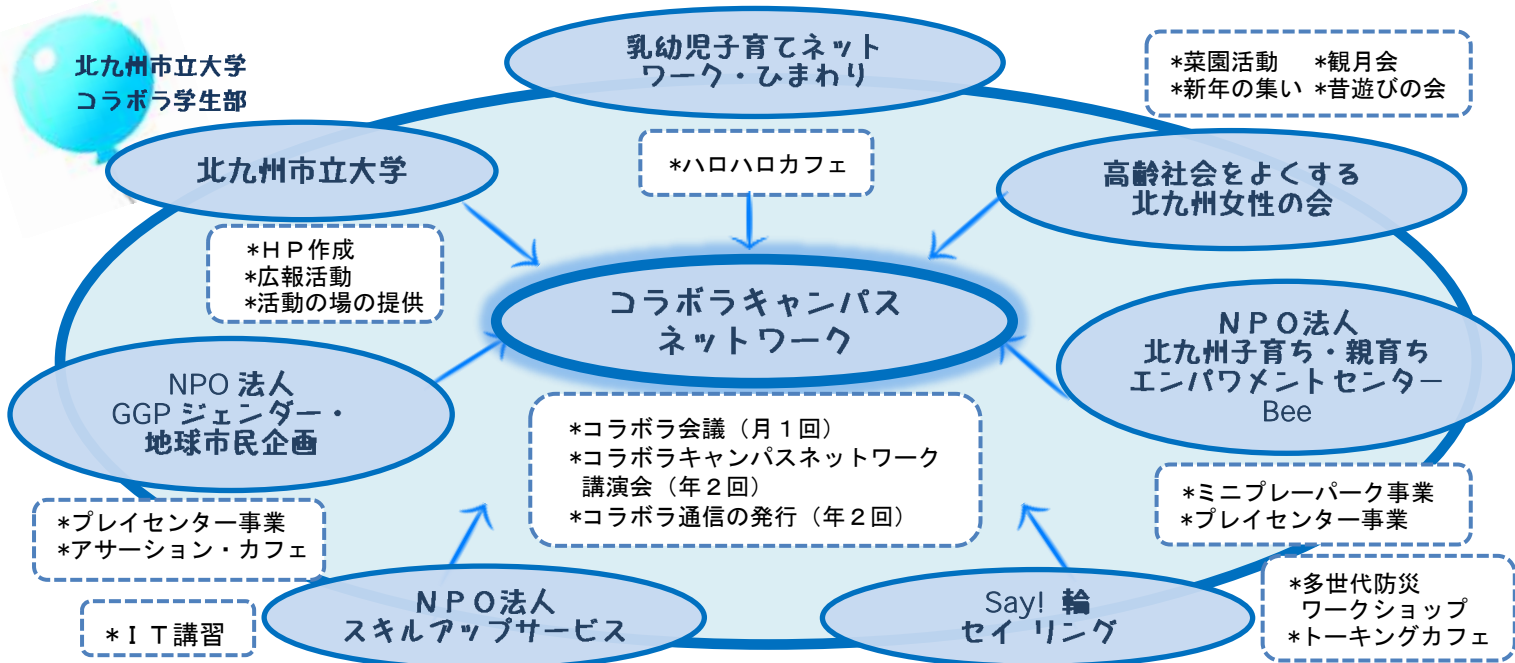 北九州市立大学
コラボラ学生部
乳幼児子育てネット
ワーク・ひまわり
*菜園活動 *観月会
*新年の集い *昔遊びの会
北九州市立大学
*ハロハロカフェ
高齢社会をよくする
北九州女性の会
*ＨＰ作成
*広報活動
*活動の場の提供
コラボラキャンパス
ネットワーク
ＮＰＯ法人
北九州子育ち・親育ち
エンパワメントセンター
Bee
NPO 法人
GGP ジェンダー・
地球市民企画
*コラボラ会議（月１回）
*コラボラキャンパスネットワーク
講演会（年２回）
*コラボラ通信の発行（年２回）
*プレイセンター事業
*アサーション・カフェ
*ミニプレーパーク事業
*プレイセンター事業
*ＩＴ講習
ＮＰＯ法人
スキルアップサービス
Say! 輪
セイ リング
*多世代防災
ワークショップ
*トーキングカフェ